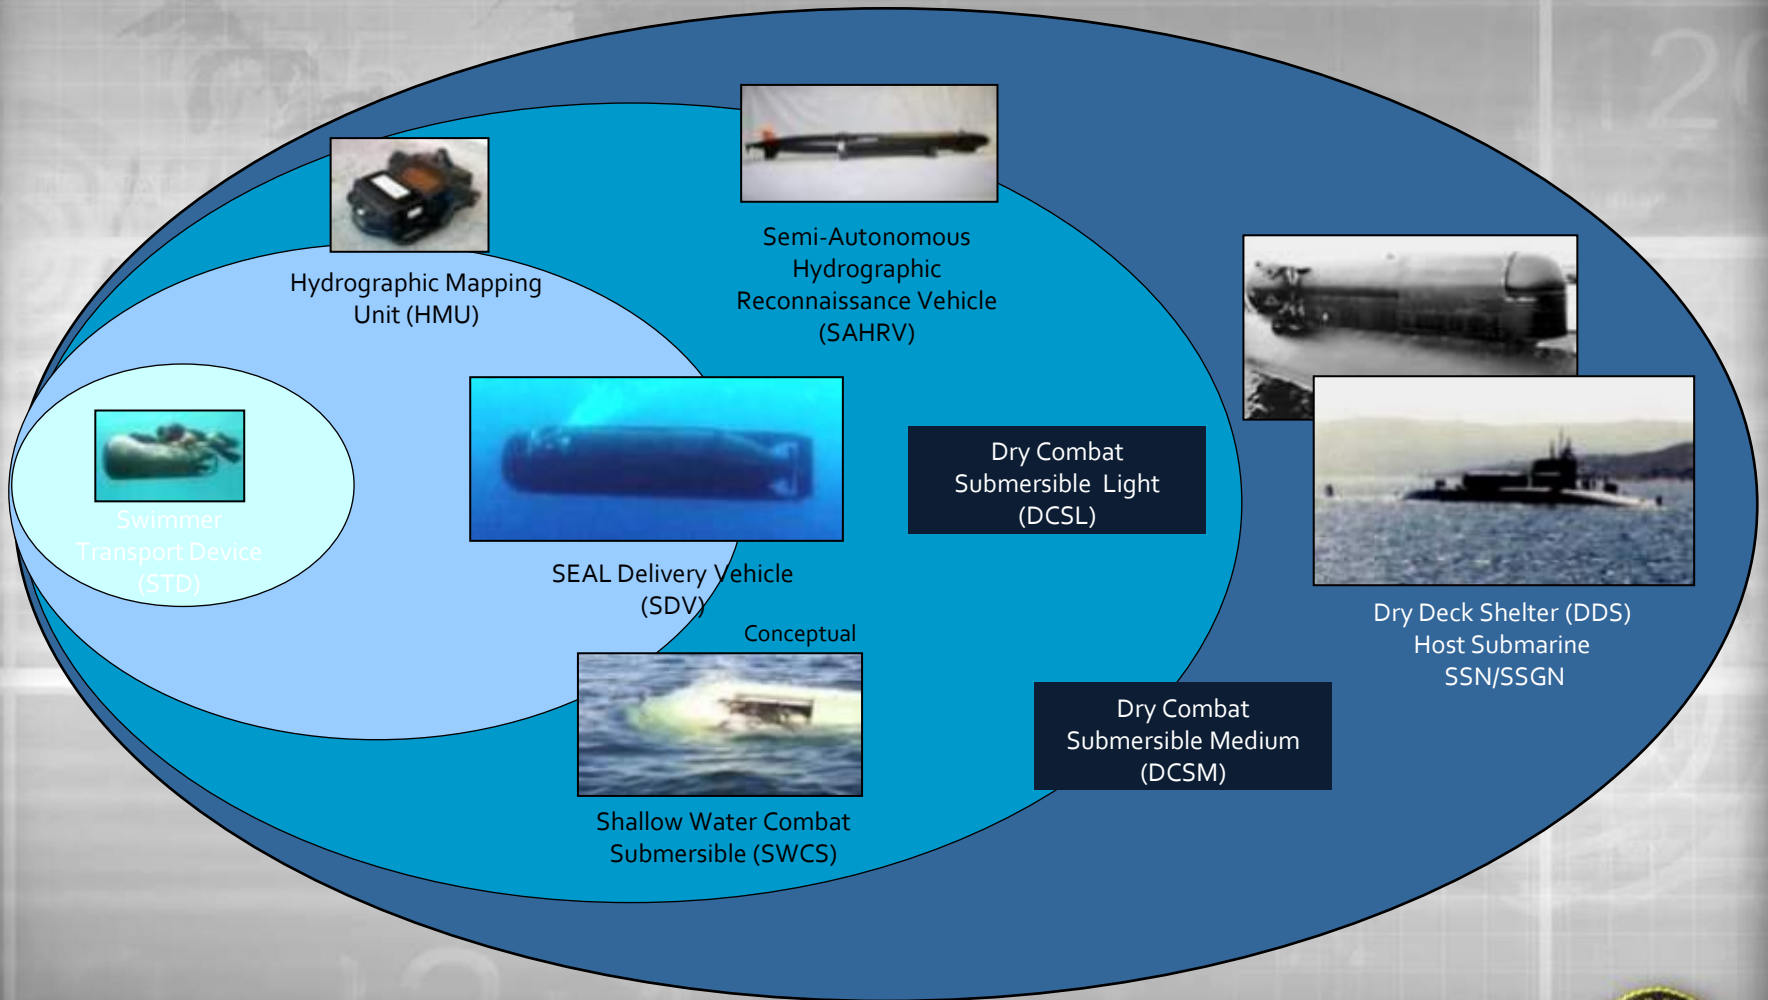 Semi-Autonomous
Hydrographic
Reconnaissance Vehicle
(SAHRV)
Hydrographic Mapping
Unit (HMU)
Swimmer
Transport Device
(STD)
SEAL Delivery Vehicle
(SDV)
Dry Combat
Submersible Light
(DCSL)
Conceptual
Shallow Water Combat
Submersible (SWCS)
Dry Combat
Submersible Medium
(DCSM)
Dry Deck Shelter (DDS)
Host Submarine
SSN/SSGN